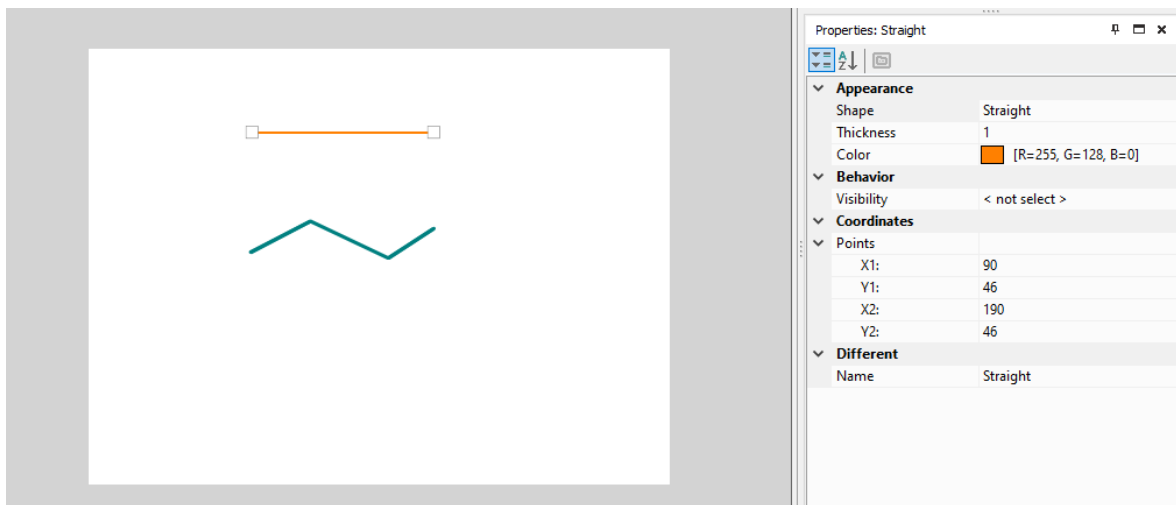 Properties: Straight
Appearance
Shape Straight
Thickness 1
Color [R=255, G=128, B=0]
Behavior
Visibility < not select >
Coordinates
Points
X1: 90
Y1: 46
X2: 190
Y2: 46
Different
Name Straight